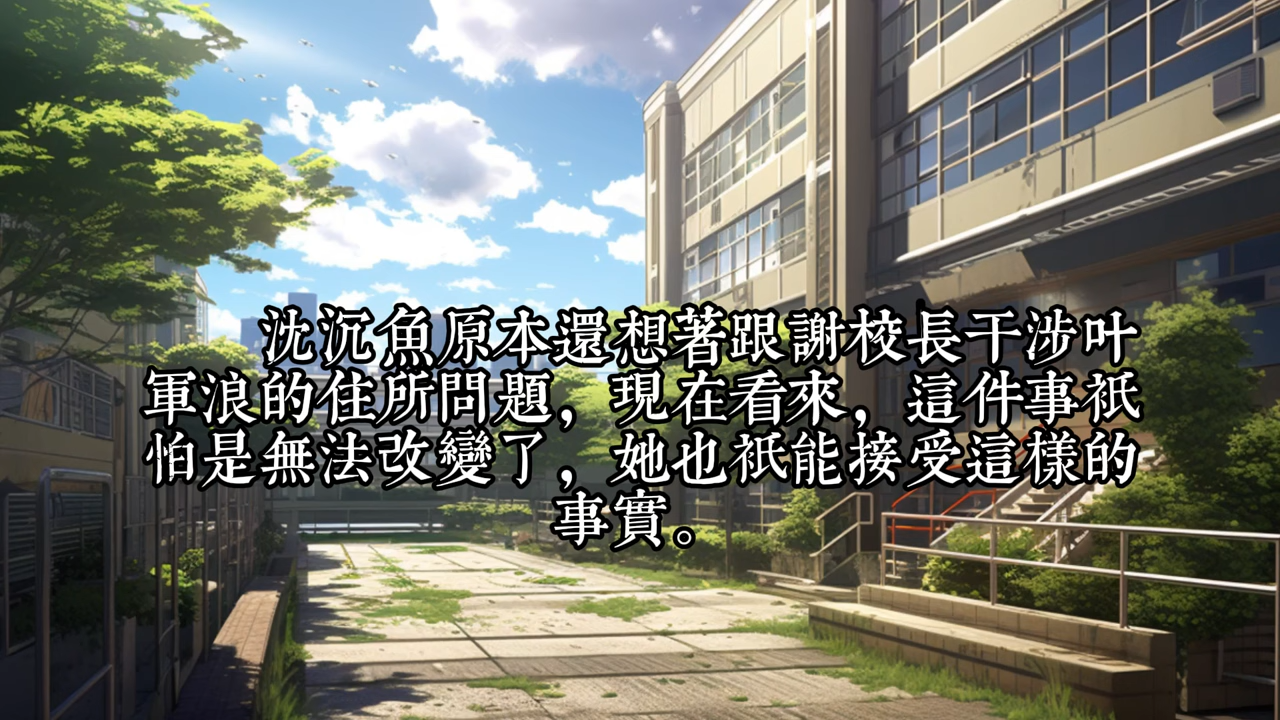 沈沉魚原本還想著跟謝校長干涉叶
軍浪的住所問題，現在看來，這件事衹
怕是無法改變了，她也衹能接受這樣的
事實。